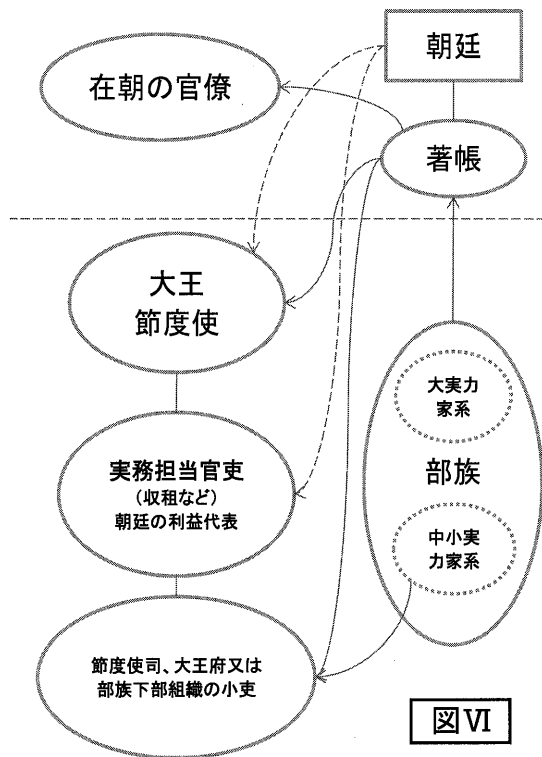 朝廷
在朝の官僚
著帳
大王
節度使
大実力
家系
部族
実務担当官吏
（収租など）
朝廷の利益代表
中小実
力家系
節度使司、大王府又は
部族下部組織の小吏
図Ⅵ